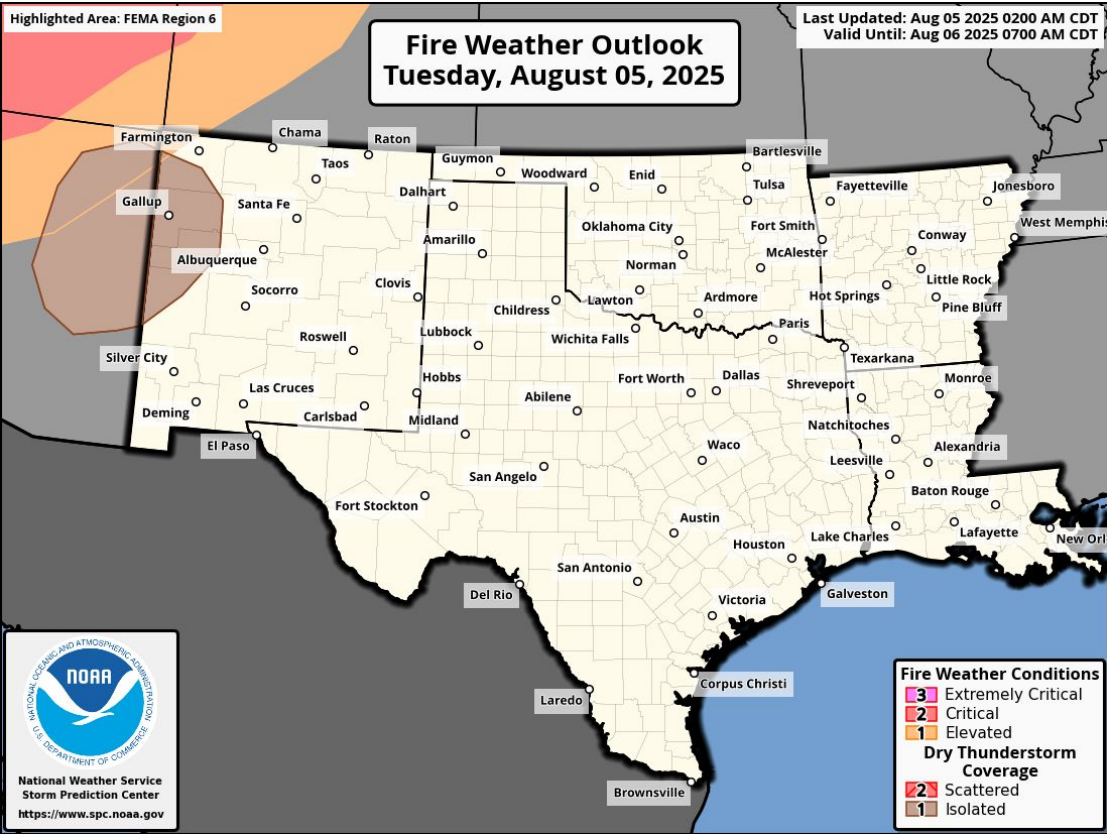 Highlighted Area: FEMA Region 6
Fire Weather Outlook
Tuesday, August 05, 2025
Last Updated: Aug 05 2025 0200 AM CDT
Valid Until: Aug 06 2025 0700 AM CDT
Farmington
Chama
Raton
Taos
Guymon
Woodward
Enid
Bartlesville
Tulsa
Fayetteville
Jonesboro
Gallup
Santa Fe
Dalhart
Oklahoma City
Fort Smith
West Memphis
Albuquerque
Amarillo
Norman
McAlester
Conway
Socorro
Clovis
Childress
Lawton
Ardmore
Hot Springs
Little Rock
Pine Bluff
Roswell
Lubbock
Wichita Falls
Paris
Silver City
Texarkana
Las Cruces
Hobbs
Abilene
Fort Worth
Dallas
Shreveport
Monroe
Deming
Carlsbad
Midland
Natchitoches
El Paso
Waco
Leesville
Alexandria
San Angelo
Fort Stockton
Baton Rouge
Austin
Houston
Lake Charles
Lafayette
New Orl
San Antonio
Del Rio
Victoria
Galveston
Laredo
Corpus Christi
Brownsville
NATIONAL OCEANIC AND ATMOSPHERIC ADMINISTRATION
NOAA
U.S. DEPARTMENT OF COMMERCE
National Weather Service
Storm Prediction Center
https://www.spc.noaa.gov
Fire Weather Conditions
3 Extremely Critical
2 Critical
1 Elevated
Dry Thunderstorm
Coverage
2 Scattered
1 Isolated